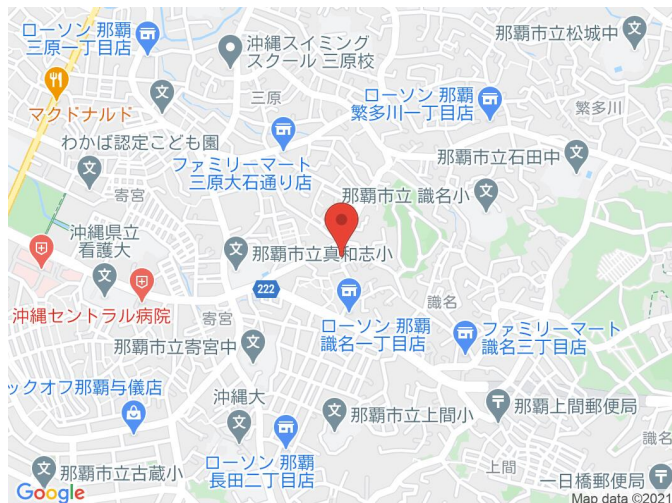 ローソン 那覇
三原一丁目店
沖縄スイミング
スクール 三原校
那覇市立松城中
マクドナルド
三原
ローソン 那覇
繁多川一丁目店
繁多川
わかば認定こども園
ファミリーマート
三原大石通り店
那覇市立石田中
寄宮
那覇市立 識名小
沖縄県立
看護大
那覇市立真和志小
222
識名
沖縄セントラル病院
寄宮
ローソン 那覇
識名一丁目店
ファミリーマート
識名三丁目店
那覇市立寄宮中
ックオフ那覇与儀店
沖縄大
那覇市立上間小
那覇上間郵便局
識名
ローソン 那覇
長田二丁目店
上間
那覇市立古蔵小
一日橋郵便局
Google
Map data ©202